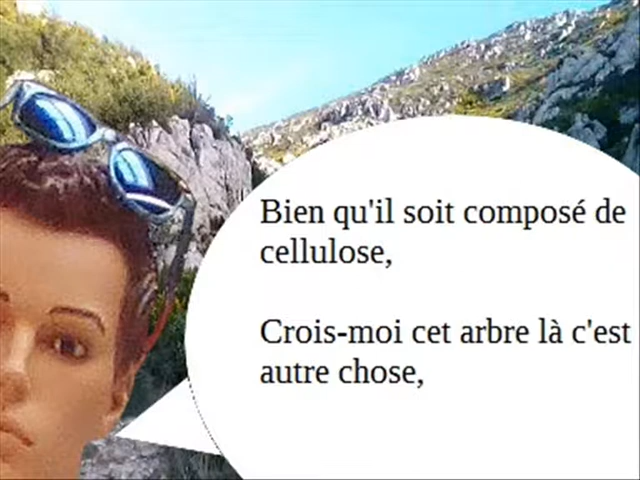 Bien qu'il soit composé de
cellulose,
Crois-moi cet arbre là c'est
autre chose,